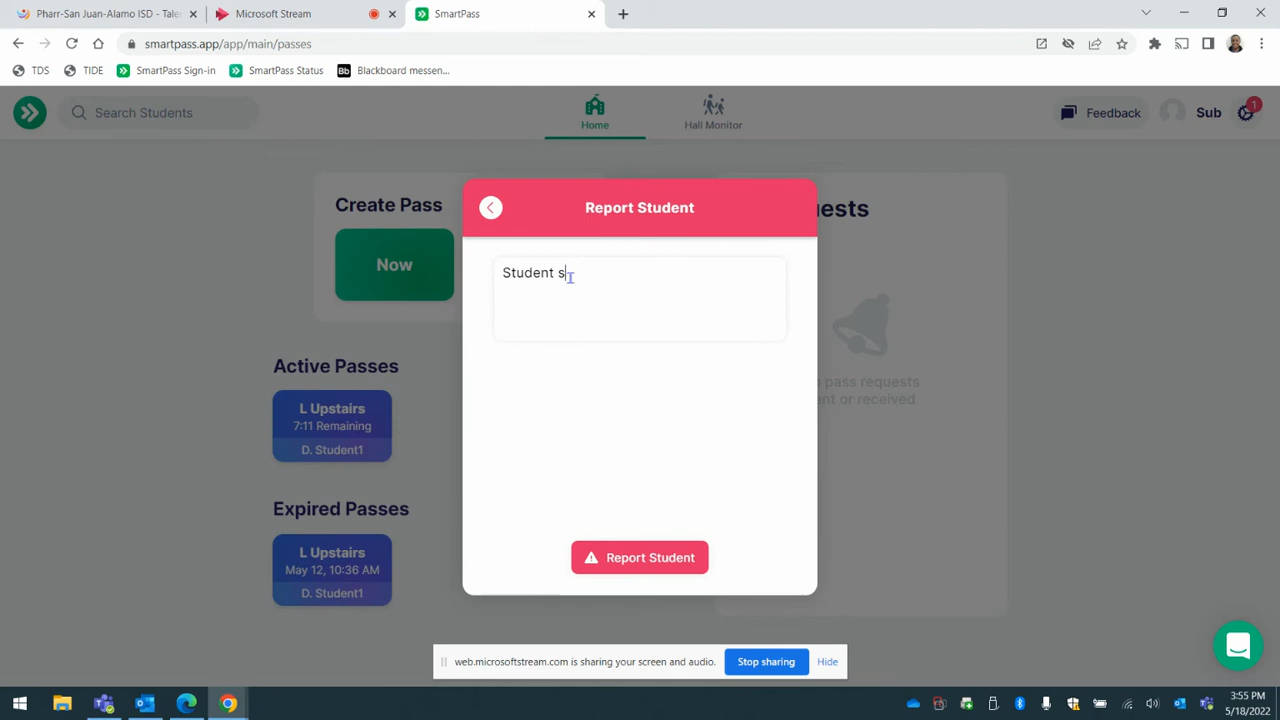 Pharr-San Juan-Alamo ISD - Tale
Microsoft Stream
SmartPass
smartpass.app/app/main/passes
TDS
TIDE
SmartPass Sign-in
SmartPass Status
Bb
Blackboard messen...
Search Students
Home
Hall Monitor
Feedback
Sub
1
Create Pass
Now
Report Student
Student s
Active Passes
L Upstairs
7:11 Remaining
D. Student1
Expired Passes
L Upstairs
May 12, 10:36 AM
D. Student1
pass requests
or received
Report Student
web.microsoftstream.com is sharing your screen and audio.
Stop sharing
Hide
3:55 PM
5/18/2022